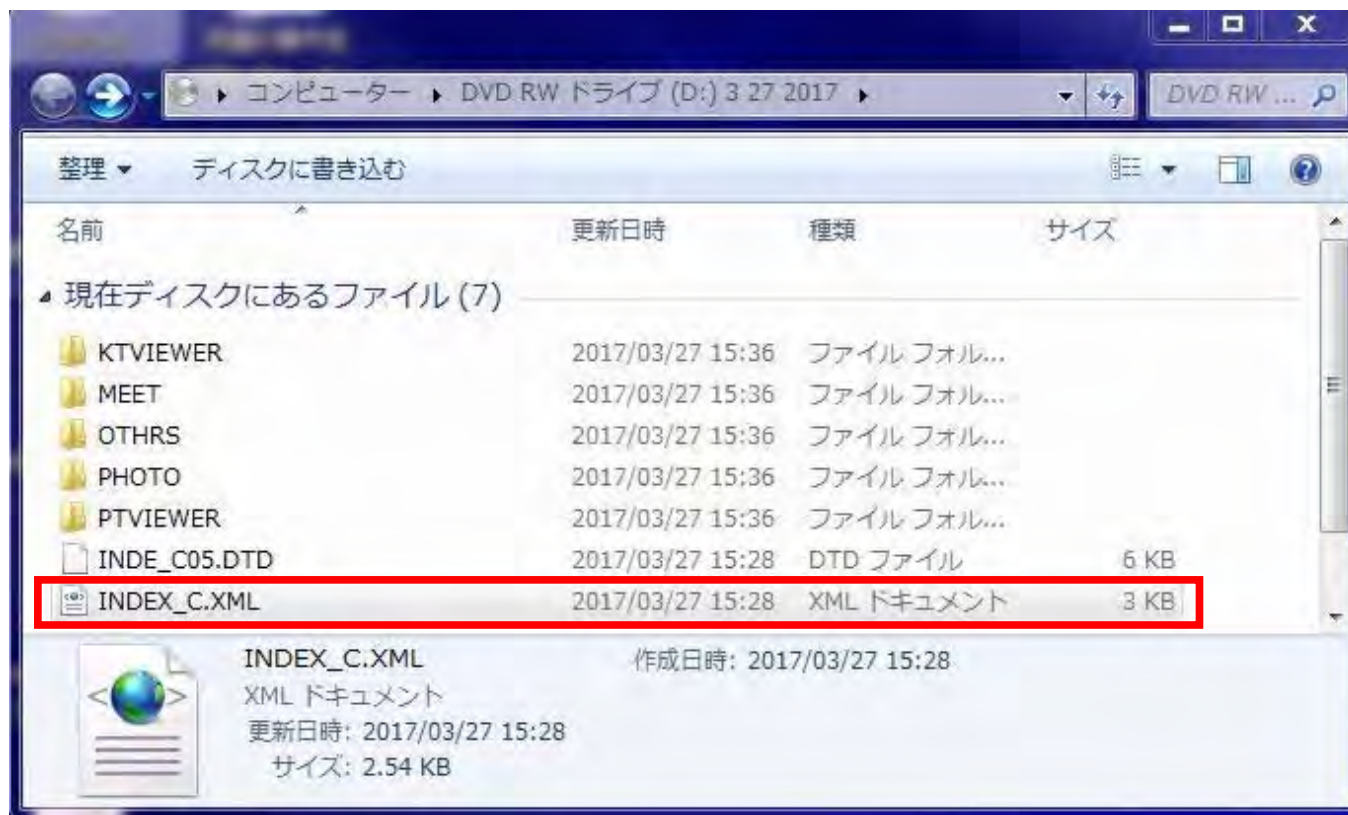 コンピューター ▸ DVD RW ドライブ (D:) 3 27 2017 ▸ DVD RW ...
整理 ディスクに書き込む
名前 更新日時 種類 サイズ
現在ディスクにあるファイル (7)
KTVIEWER 2017/03/27 15:36 ファイル フォル...
MEET 2017/03/27 15:36 ファイル フォル...
OTHRS 2017/03/27 15:36 ファイル フォル...
PHOTO 2017/03/27 15:36 ファイル フォル...
PTVIEWER 2017/03/27 15:36 ファイル フォル...
INDE_C05.DTD 2017/03/27 15:28 DTD ファイル 6 KB
INDEX_C.XML 2017/03/27 15:28 XML ドキュメント 3 KB
INDEX_C.XML 作成日時: 2017/03/27 15:28
XML ドキュメント
更新日時: 2017/03/27 15:28
サイズ: 2.54 KB